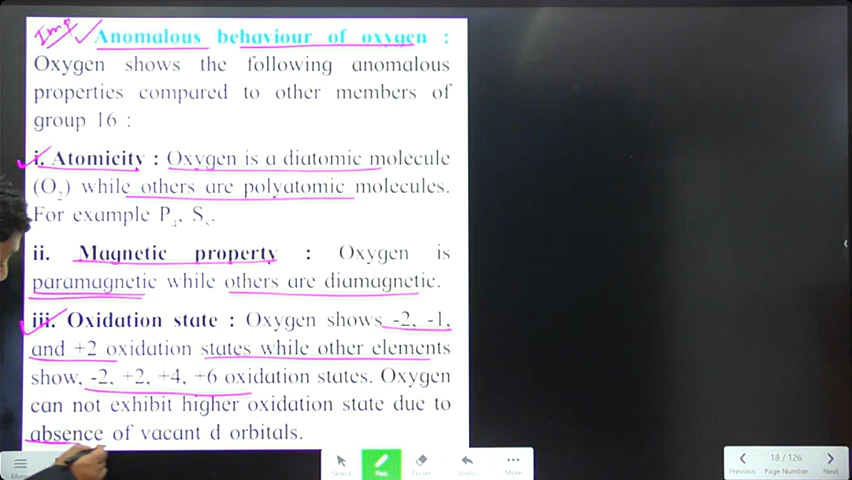 Imp
Anomalous behaviour of oxygen :
Oxygen shows the following anomalous
properties compared to other members of
group 16 :
i. Atomicity : Oxygen is a diatomic molecule
(O2) while others are polyatomic molecules.
For example P4, S8.
ii. Magnetic property : Oxygen is
paramagnetic while others are diamagnetic.
iii. Oxidation state : Oxygen shows -2, -1,
and +2 oxidation states while other elements
show, -2, +2, +4, +6 oxidation states. Oxygen
can not exhibit higher oxidation state due to
absence of vacant d orbitals.
Menu
Select
Pen
Eraser
Undo
More
Previous
18 / 126
Page Number
Next